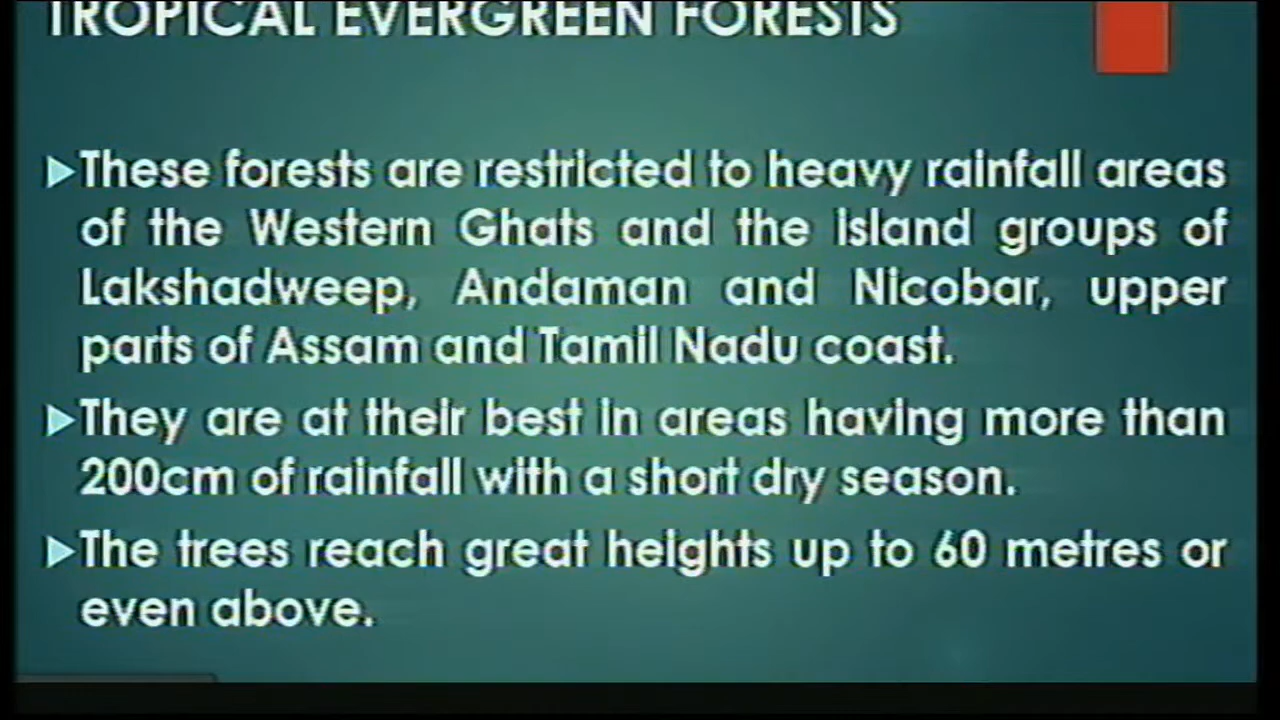 TROPICAL EVERGREEN FORESTS
These forests are restricted to heavy rainfall areas
of the Western Ghats and the island groups of
Lakshadweep, Andaman and Nicobar, upper
parts of Assam and Tamil Nadu coast.
They are at their best in areas having more than
200cm of rainfall with a short dry season.
The trees reach great heights up to 60 metres or
even above.